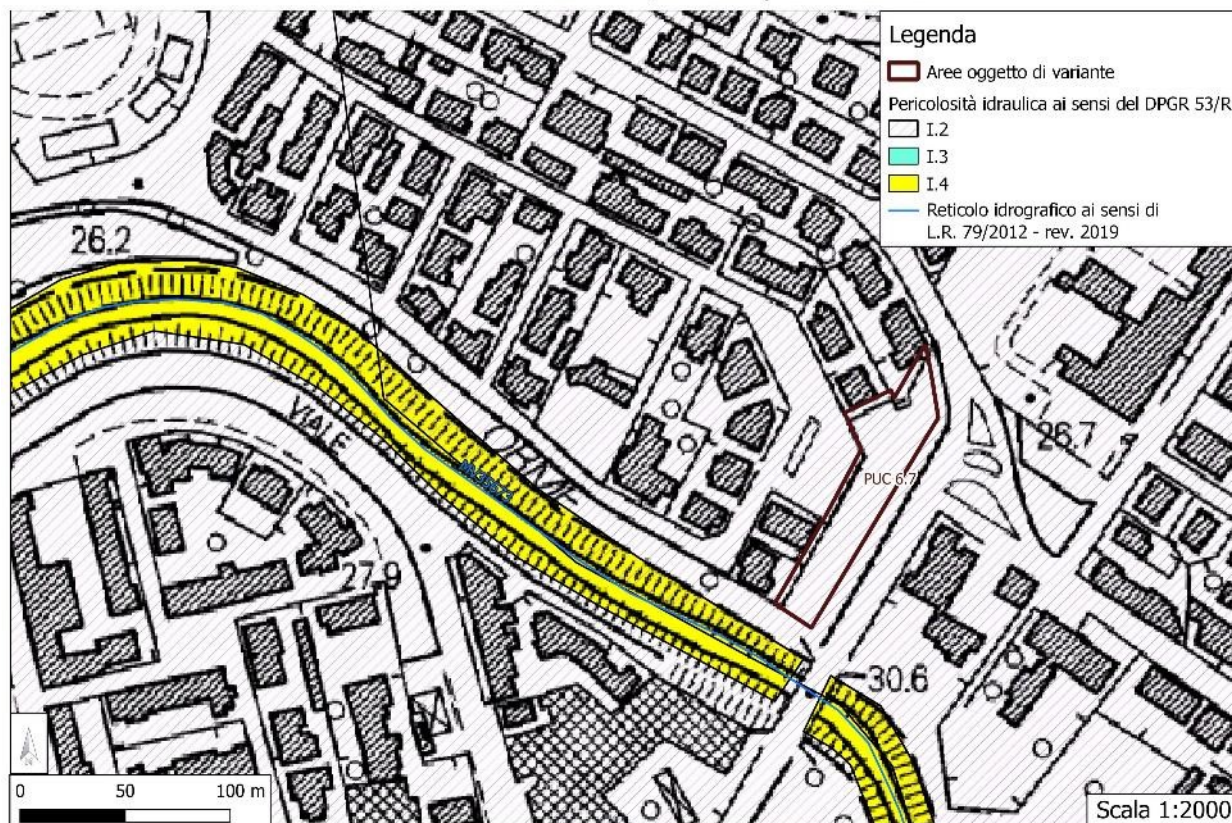 Legenda
Aree oggetto di variante
Pericolosità idraulica ai sensi del DPGR 53/R
I.2
I.3
I.4
Reticolo idrografico ai sensi di
L.R. 79/2012 - rev. 2019
26.2
VIALE
OFME
26.7
PUC 6.7
27.9
30.6
0 50 100 m
Scala 1:2000